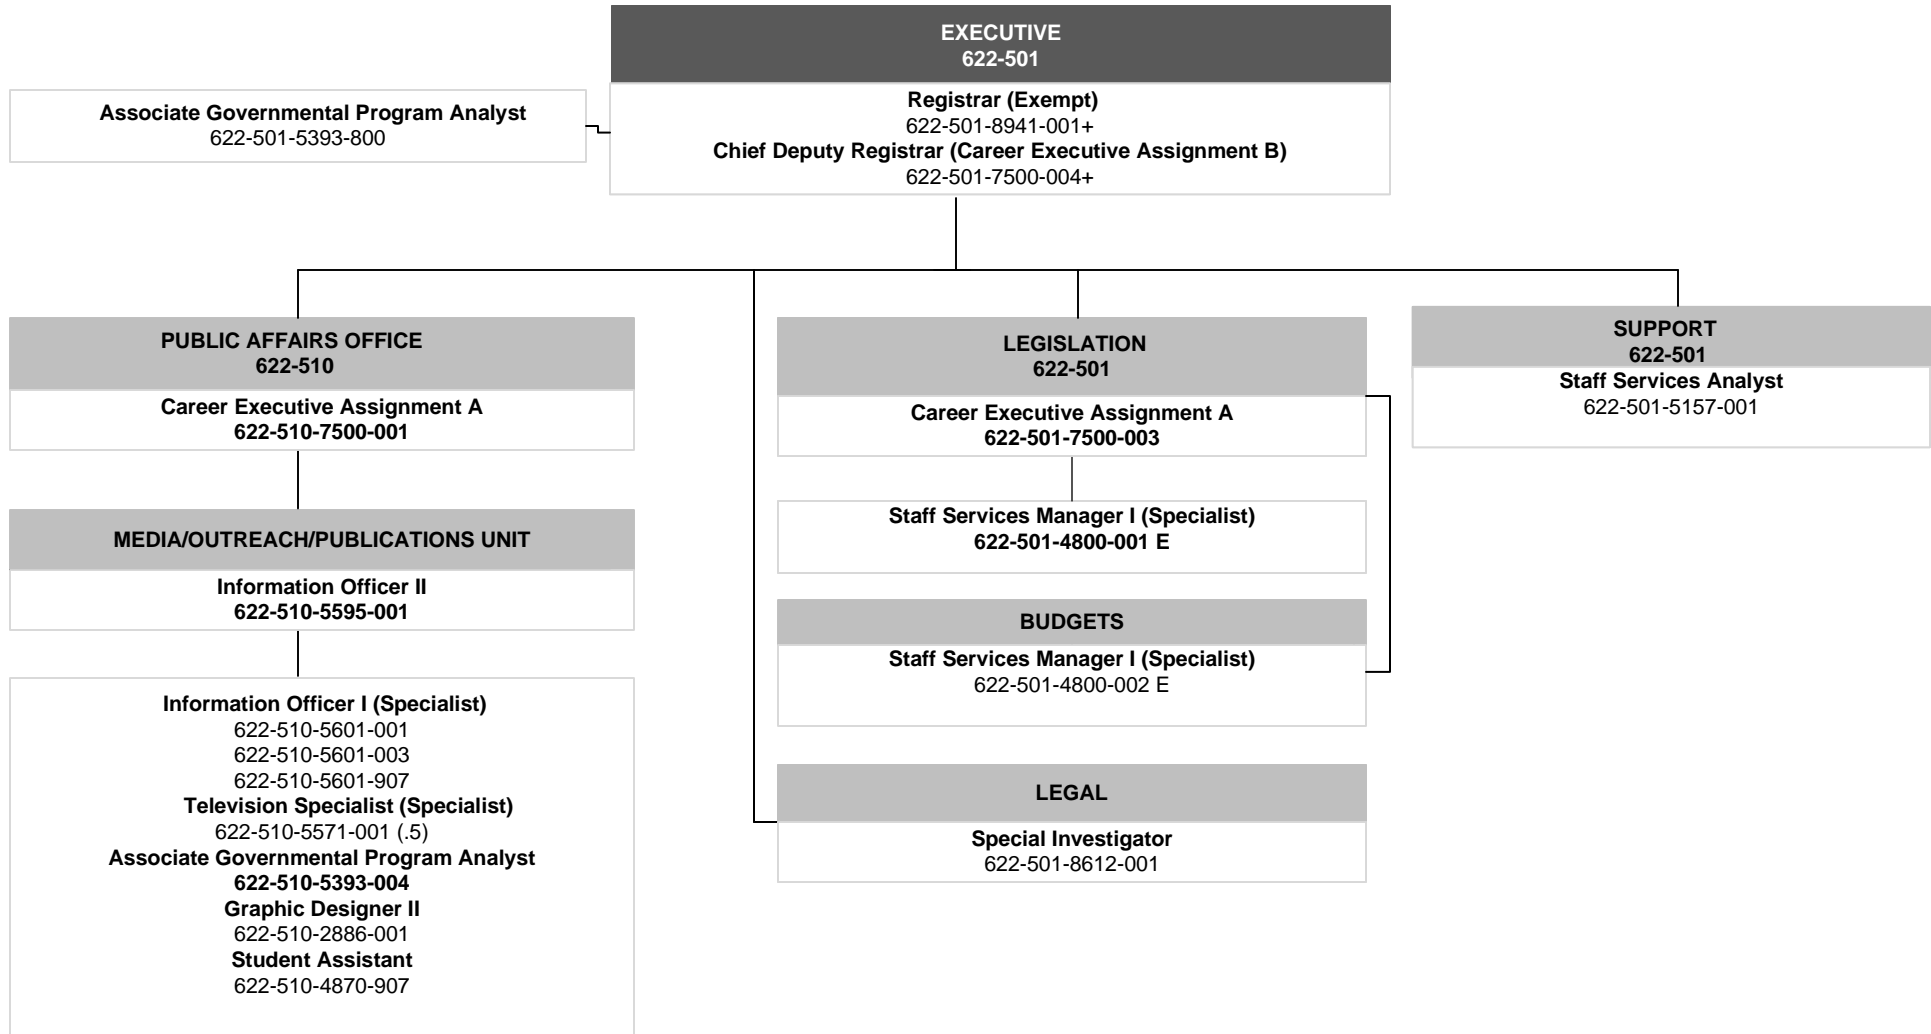 EXECUTIVE
622-501
Registrar (Exempt)
622-501-8941-001+
Chief Deputy Registrar (Career Executive Assignment B)
622-501-7500-004+
Associate Governmental Program Analyst
622-501-5393-800
PUBLIC AFFAIRS OFFICE
622-510
Career Executive Assignment A
622-510-7500-001
MEDIA/OUTREACH/PUBLICATIONS UNIT
Information Officer II
622-510-5595-001
Information Officer I (Specialist)
622-510-5601-001
622-510-5601-003
622-510-5601-907
Television Specialist (Specialist)
622-510-5571-001 (.5)
Associate Governmental Program Analyst
622-510-5393-004
Graphic Designer II
622-510-2886-001
Student Assistant
622-510-4870-907
LEGISLATION
622-501
Career Executive Assignment A
622-501-7500-003
Staff Services Manager I (Specialist)
622-501-4800-001 E
BUDGETS
Staff Services Manager I (Specialist)
622-501-4800-002 E
LEGAL
Special Investigator
622-501-8612-001
SUPPORT
622-501
Staff Services Analyst
622-501-5157-001